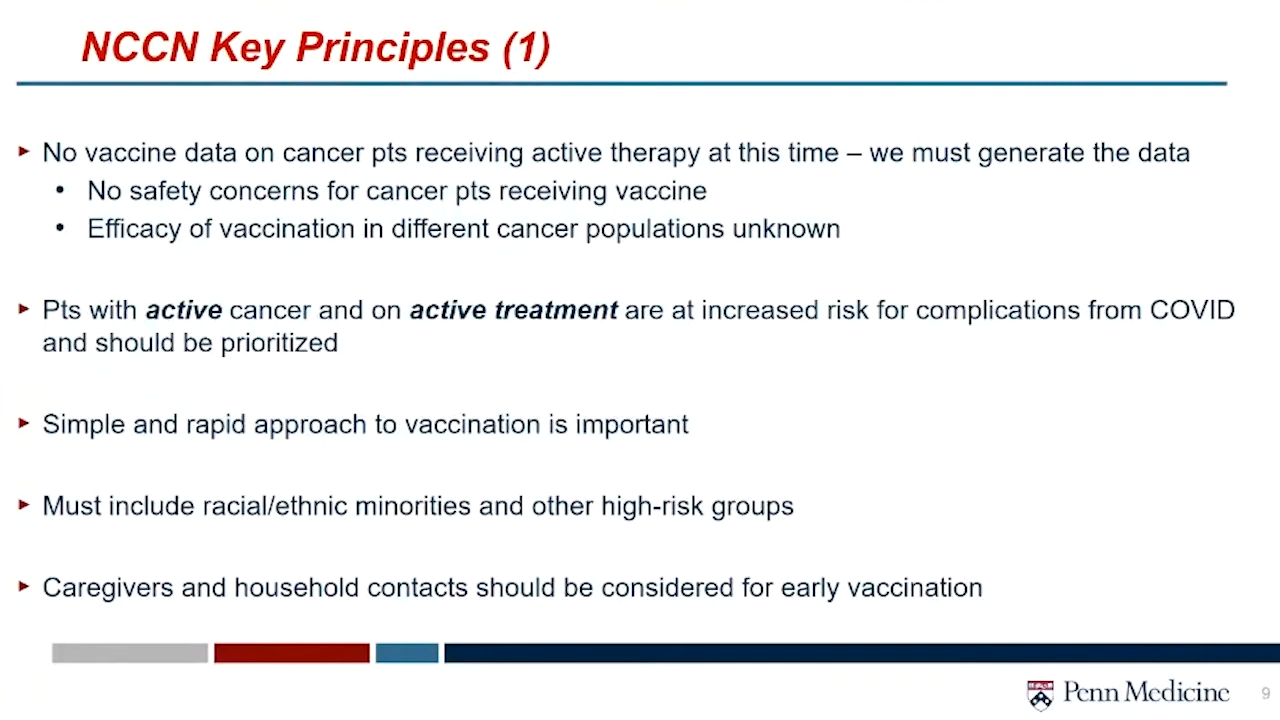 NCCN Key Principles (1)
► No vaccine data on cancer pts receiving active therapy at this time – we must generate the data
• No safety concerns for cancer pts receiving vaccine
• Efficacy of vaccination in different cancer populations unknown
► Pts with active cancer and on active treatment are at increased risk for complications from COVID
and should be prioritized
► Simple and rapid approach to vaccination is important
► Must include racial/ethnic minorities and other high-risk groups
► Caregivers and household contacts should be considered for early vaccination
Penn Medicine
9